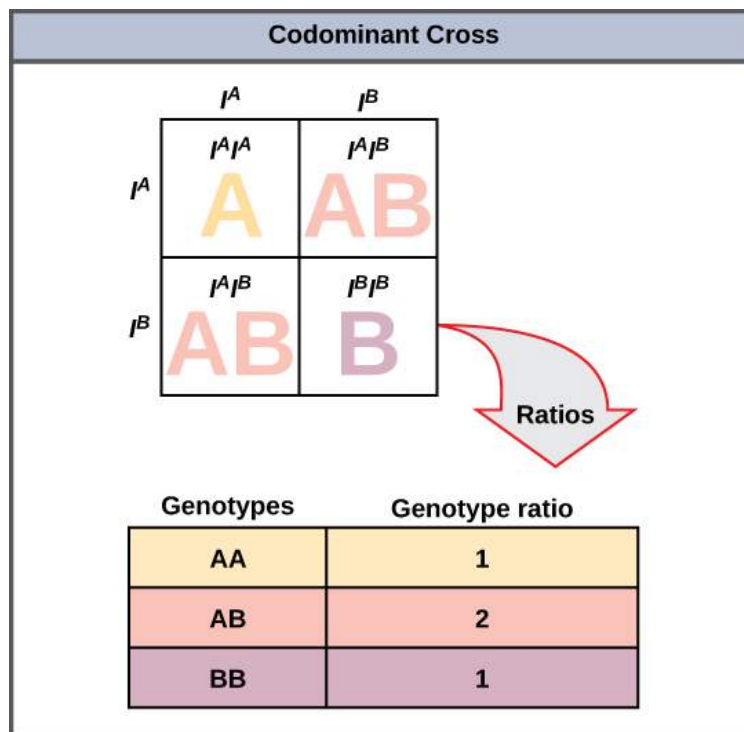 Codominant Cross
I^A I^B
I^A I^AI^A I^AI^B
A AB
I^B I^AI^B I^BI^B
AB B
Ratios
Genotypes Genotype ratio
AA 1
AB 2
BB 1